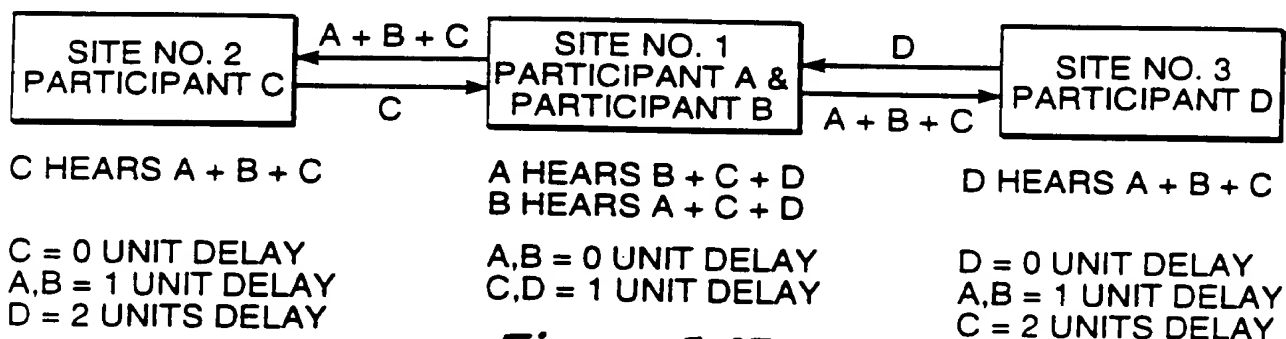 SITE NO. 2
PARTICIPANT C
A + B + C
C
SITE NO. 1
PARTICIPANT A &
PARTICIPANT B
D
A + B + C
SITE NO. 3
PARTICIPANT D
C HEARS A + B + C
C = 0 UNIT DELAY
A,B = 1 UNIT DELAY
D = 2 UNITS DELAY
A HEARS B + C + D
B HEARS A + C + D
A,B = 0 UNIT DELAY
C,D = 1 UNIT DELAY
D HEARS A + B + C
D = 0 UNIT DELAY
A,B = 1 UNIT DELAY
C = 2 UNITS DELAY